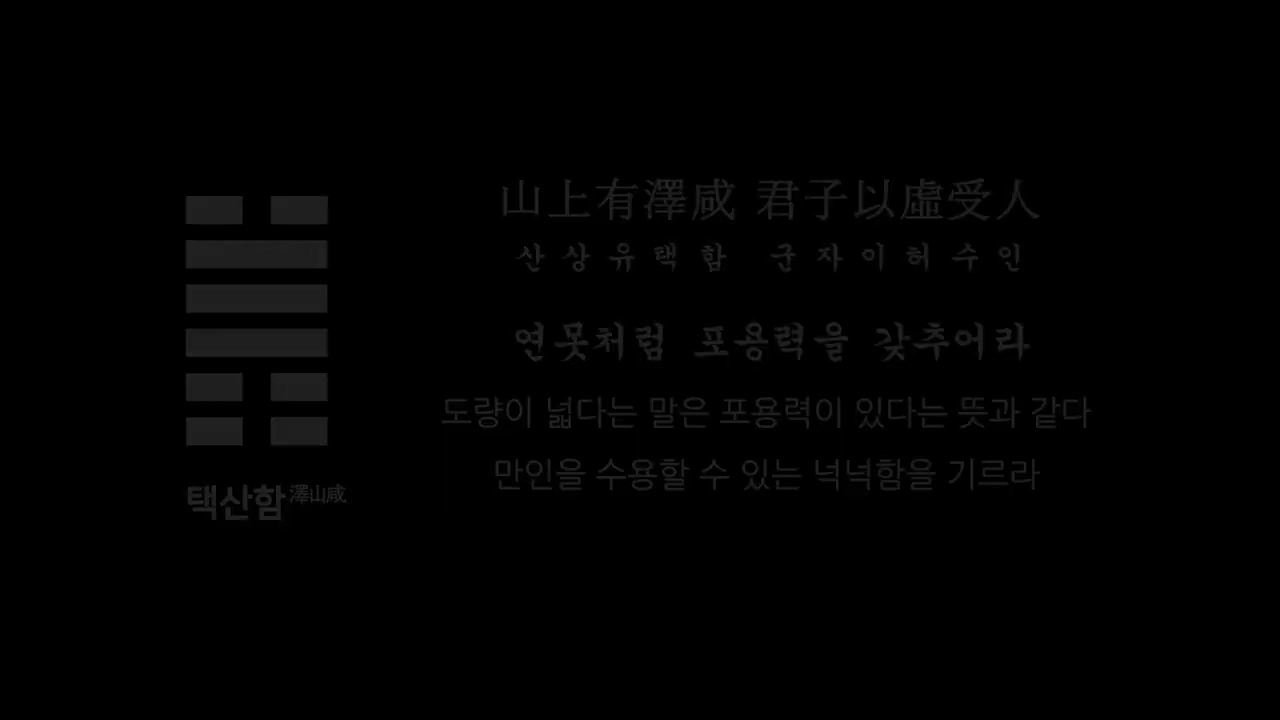 山上有澤咸 君子以虛受人
산상유택함 군자이허수인
연못처럼 포용력을 갖추어라
도량이 넓다는 말은 포용력이 있다는 뜻과 같다
만인을 수용할 수 있는 넉넉함을 기르라
택산함 澤山咸